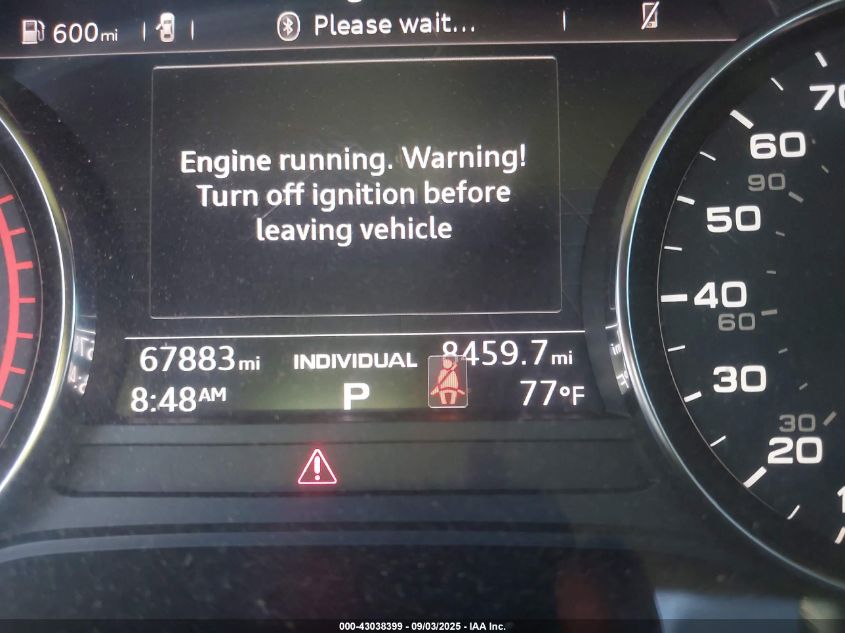 600mi
Please wait...
Engine running. Warning!
Turn off ignition before
leaving vehicle
67883mi INDIVIDUAL 8459.7mi
8:48AM P 77°F
70
60
90
50
40
60
30
30
20
000-43038399 - 09/03/2025 - IAA Inc.